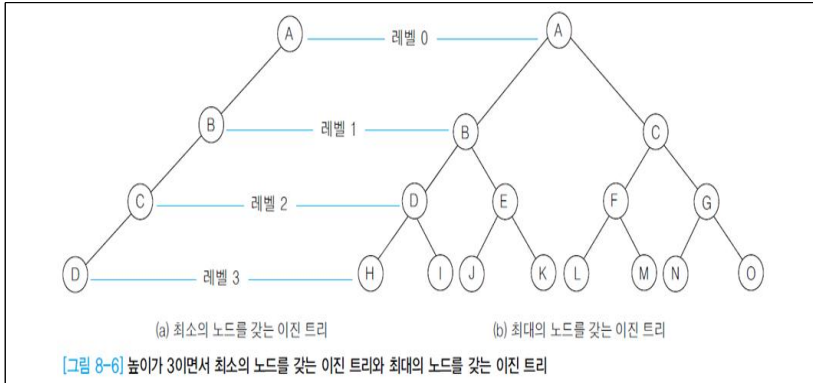 A 레벨 0 A
B 레벨 1 B C
C 레벨 2 D E F G
D 레벨 3 H I J K L M N O
(a) 최소의 노드를 갖는 이진 트리 (b) 최대의 노드를 갖는 이진 트리
[그림 8-6] 높이가 3이면서 최소의 노드를 갖는 이진 트리와 최대의 노드를 갖는 이진 트리